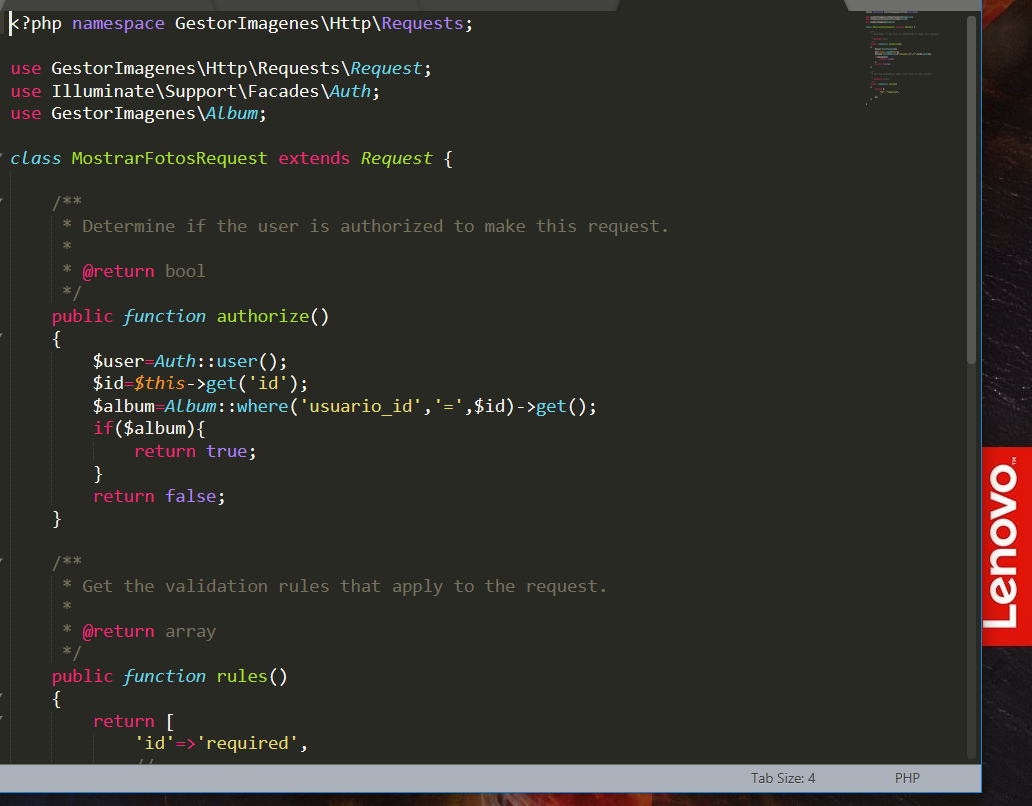 <?php namespace GestorImagenes\Http\Requests;
use GestorImagenes\Http\Requests\Request;
use Illuminate\Support\Facades\Auth;
use GestorImagenes\Album;
class MostrarFotosRequest extends Request {
/**
* Determine if the user is authorized to make this request.
*
* @return bool
*/
public function authorize()
{
$user=Auth::user();
$id=$this->get('id');
$album=Album::where('usuario_id','=',$id)->get();
if($album){
return true;
}
return false;
}
/**
* Get the validation rules that apply to the request.
*
* @return array
*/
public function rules()
{
return [
'id'=>'required',
//
Tab Size: 4
PHP
Lenovo™